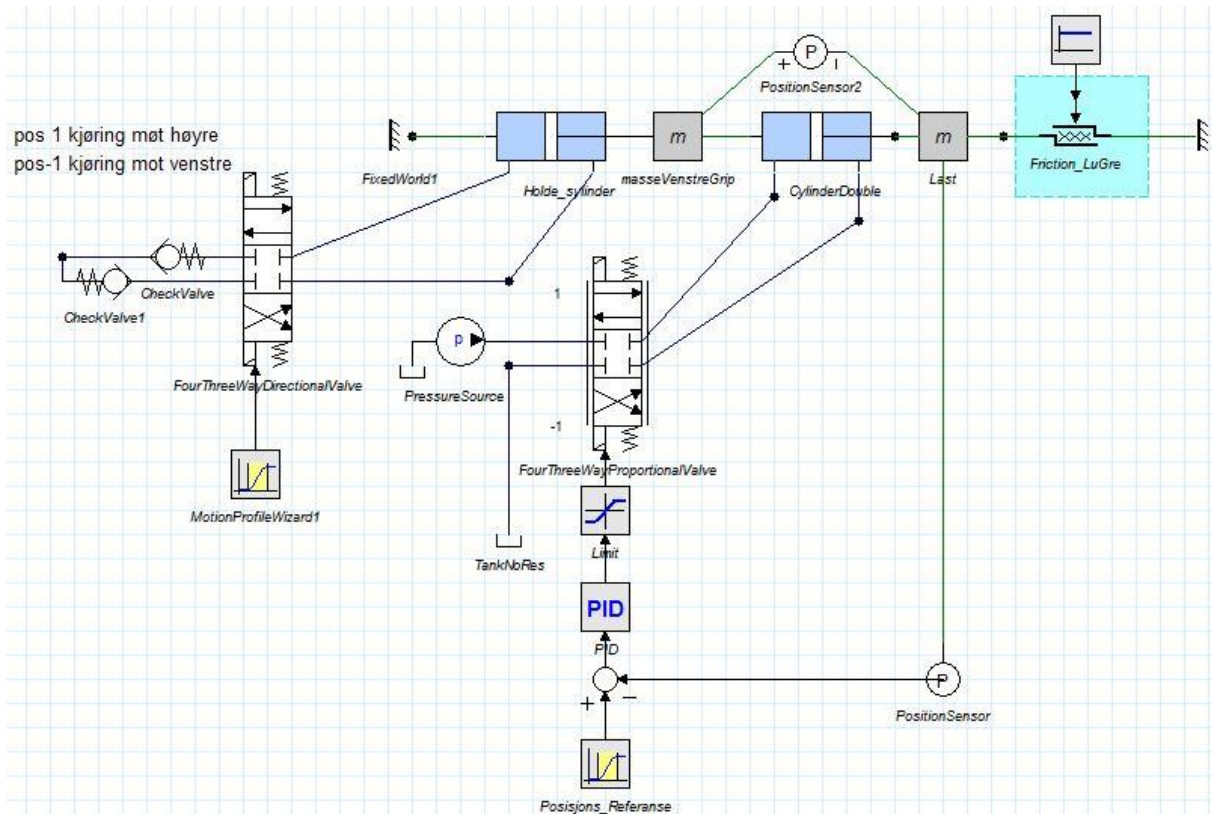 P
+
PositionSensor2
pos 1 kjøring møt høyre
pos-1 kjøring mot venstre
m
m
FixedWorld1
Holde_sylinder
masseVenstreGrip
CylinderDouble
Last
Friction_LuGre
CheckValve
CheckValve1
1
p
FourThreeWayDirectionalValve
PressureSource
-1
FourThreeWayProportionalValve
MotionProfileWizard1
Limit
TankNoRes
PID
PID
P
+
−
PositionSensor
Posisjons_Referanse